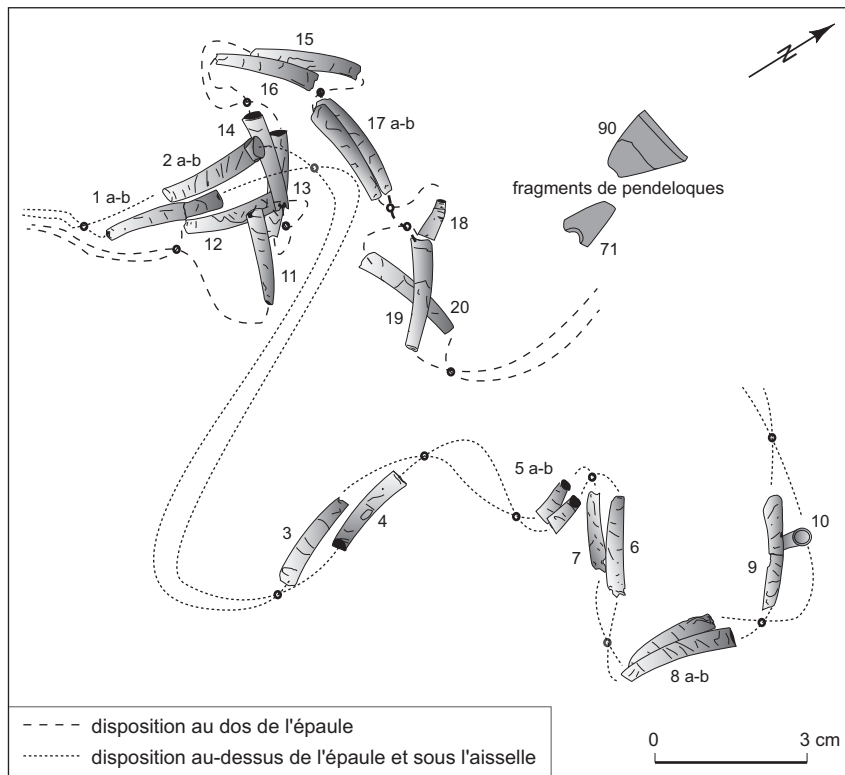 15
N
16
17 a-b
14
90
2 a-b
fragments de pendeloques
1 a-b
13
18
12
71
11
20
19
5 a-b
10
3
4
6
7
9
8 a-b
disposition au dos de l'épaule
disposition au-dessus de l'épaule et sous l'aisselle
0 3 cm